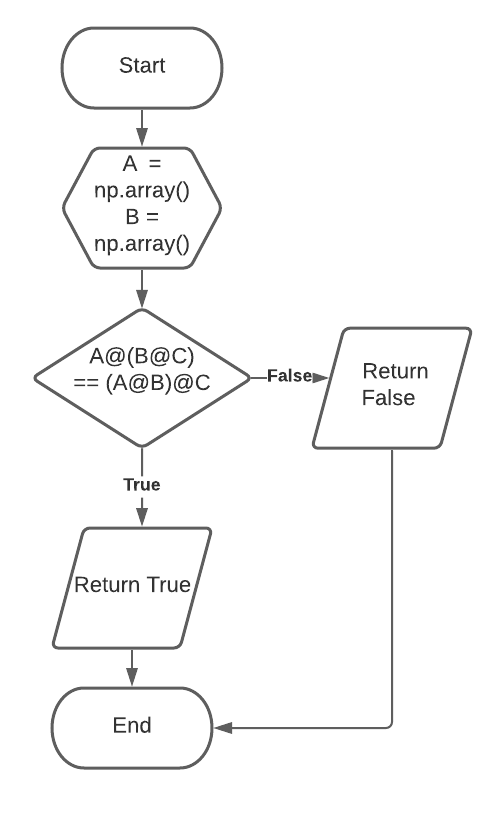 Start
A  =
np.array()
B =
np.array()
A@(B@C)
== (A@B)@C
False
Return
False
True
Return True
End